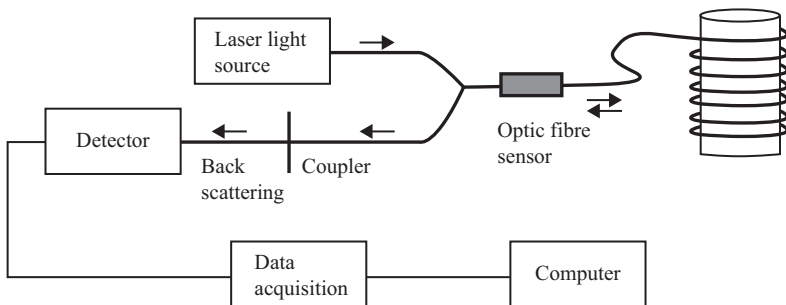 Laser light
source
Detector
Back
scattering
Coupler
Optic fibre
sensor
Data
acquisition
Computer